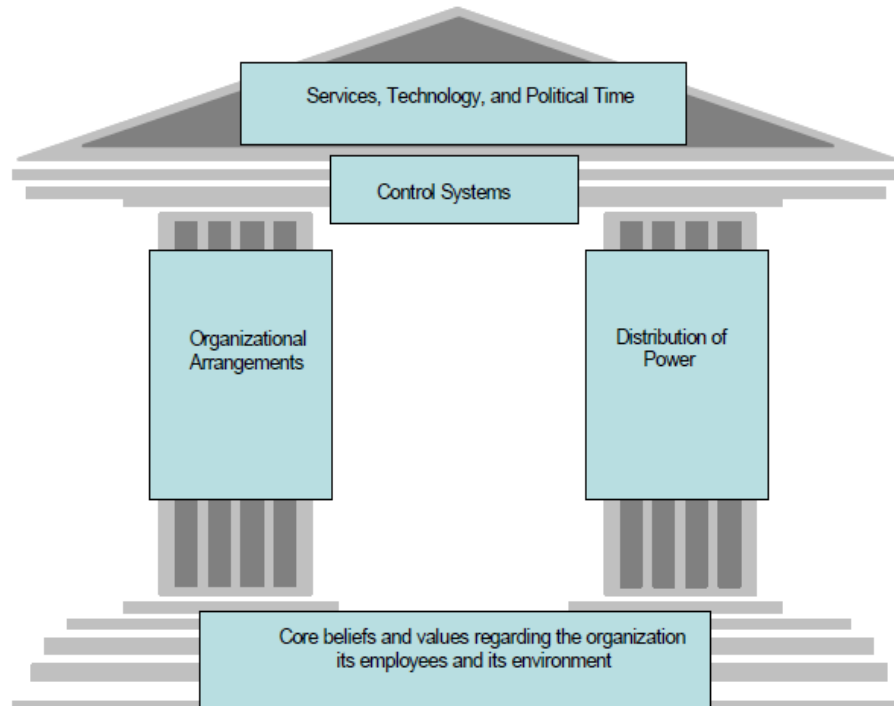 Services, Technology, and Political Time
Control Systems
Organizational
Arrangements
Distribution of
Power
Core beliefs and values regarding the organization
its employees and its environment